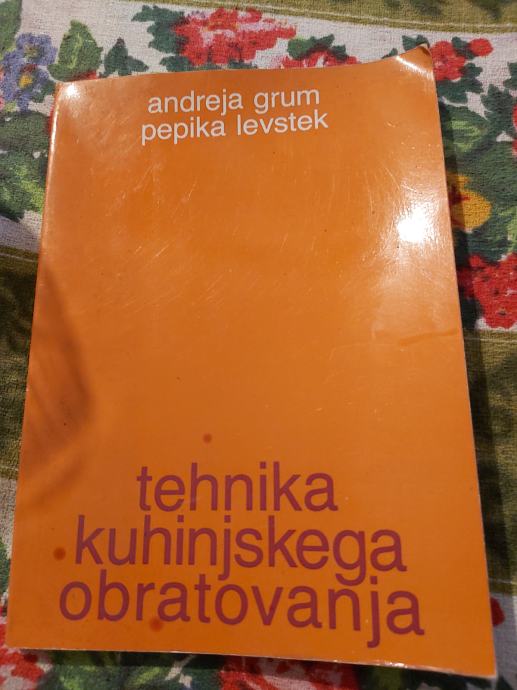 andreja grum
pepika levstek
tehnika
kuhinjskega
obratovanja